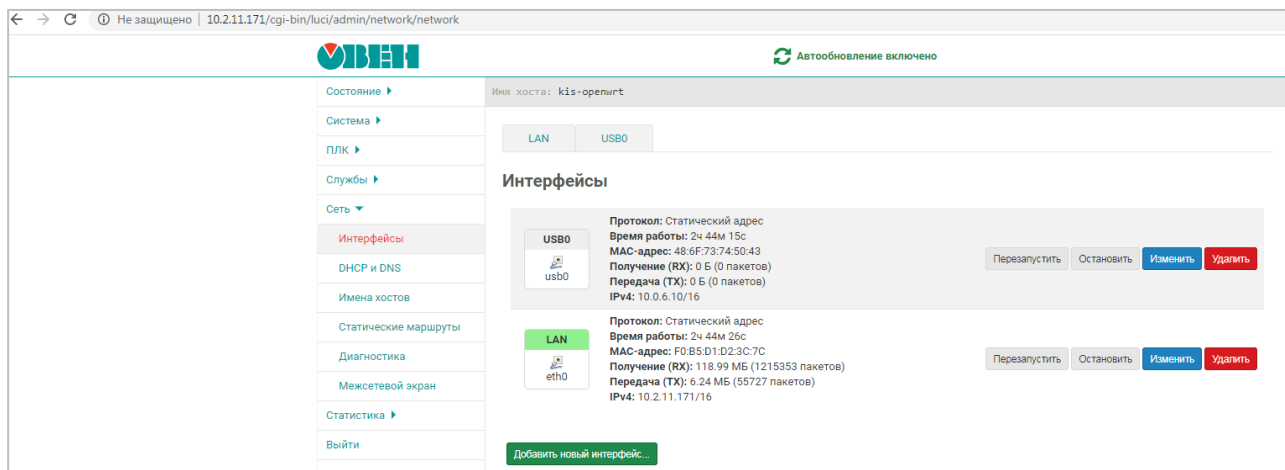 Не защищено | 10.2.11.171/cgi-bin/luci/admin/network/network
ОВЕН
Автообновление включено
Состояние
Имя хоста: kis-openwrt
Система
LAN USB0
ПЛК
Службы
Интерфейсы
Сеть
Интерфейсы
DHCP и DNS
Имена хостов
Статические маршруты
Диагностика
Межсетевой экран
Статистика
Выйти
USB0
usb0
Протокол: Статический адрес
Время работы: 2ч 44м 15с
MAC-адрес: 48:6F:73:74:50:43
Получение (RX): 0 Б (0 пакетов)
Передача (TX): 0 Б (0 пакетов)
IPv4: 10.0.6.10/16
Перезапустить Остановить Изменить Удалить
LAN
eth0
Протокол: Статический адрес
Время работы: 2ч 44м 26с
MAC-адрес: F0:B5:D1:D2:3C:7C
Получение (RX): 118.99 МБ (1215353 пакетов)
Передача (TX): 6.24 МБ (55727 пакетов)
IPv4: 10.2.11.171/16
Перезапустить Остановить Изменить Удалить
Добавить новый интерфейс...